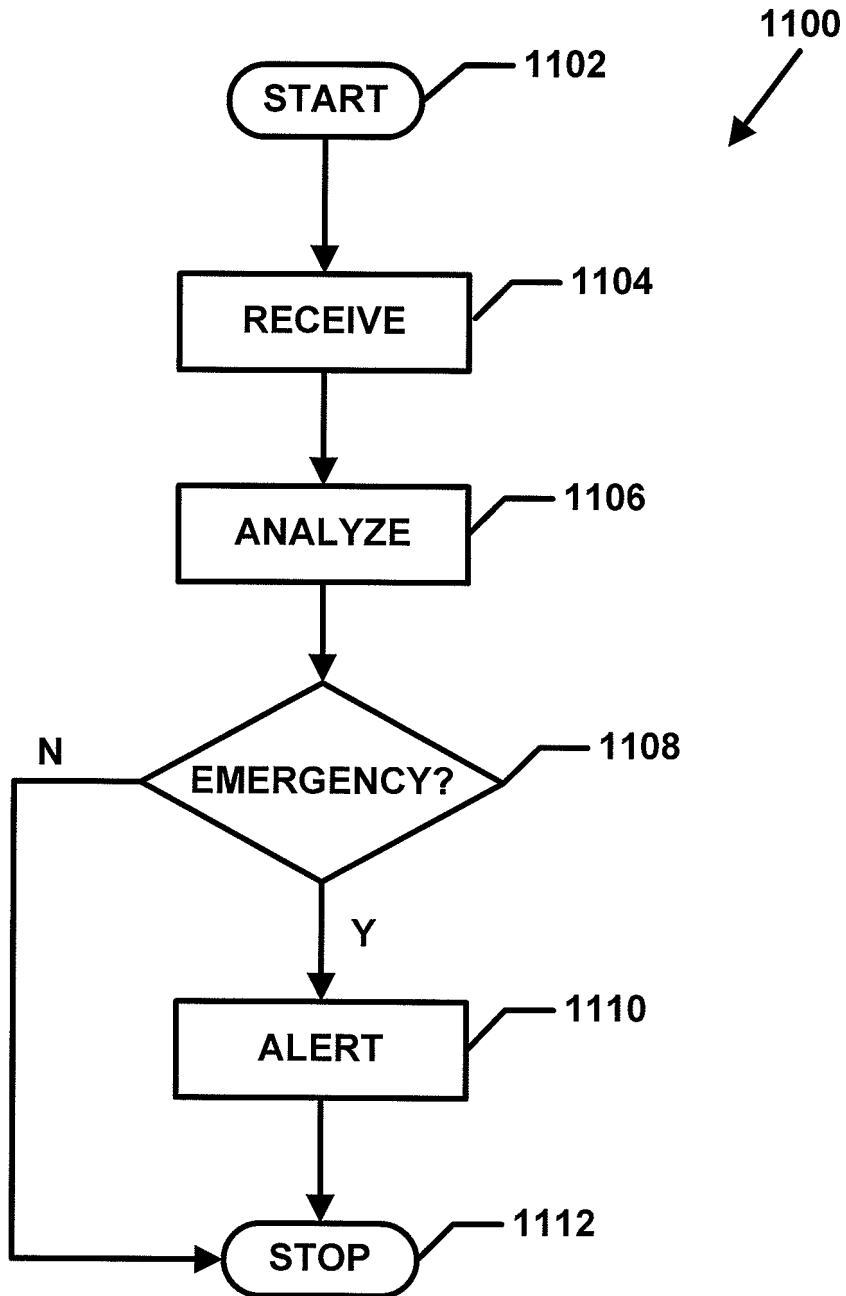 1100
START
1102
RECEIVE
1104
ANALYZE
1106
N
EMERGENCY?
1108
Y
ALERT
1110
STOP
1112